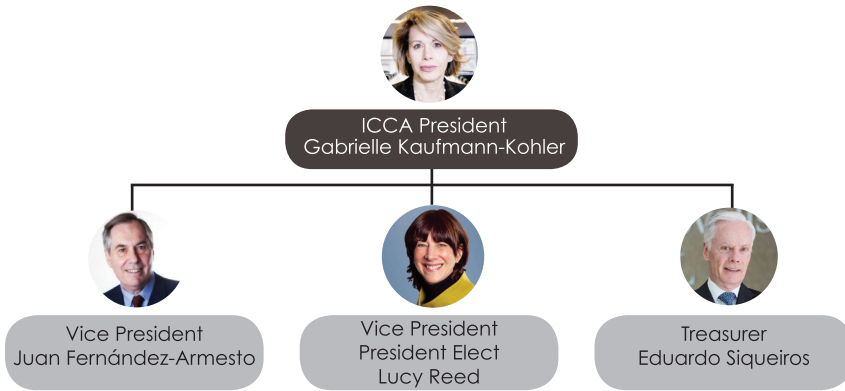 ICCA President
Gabrielle Kaufmann-Kohler
Vice President
Juan Fernández-Armesto
Vice President
President Elect
Lucy Reed
Treasurer
Eduardo Siqueiros